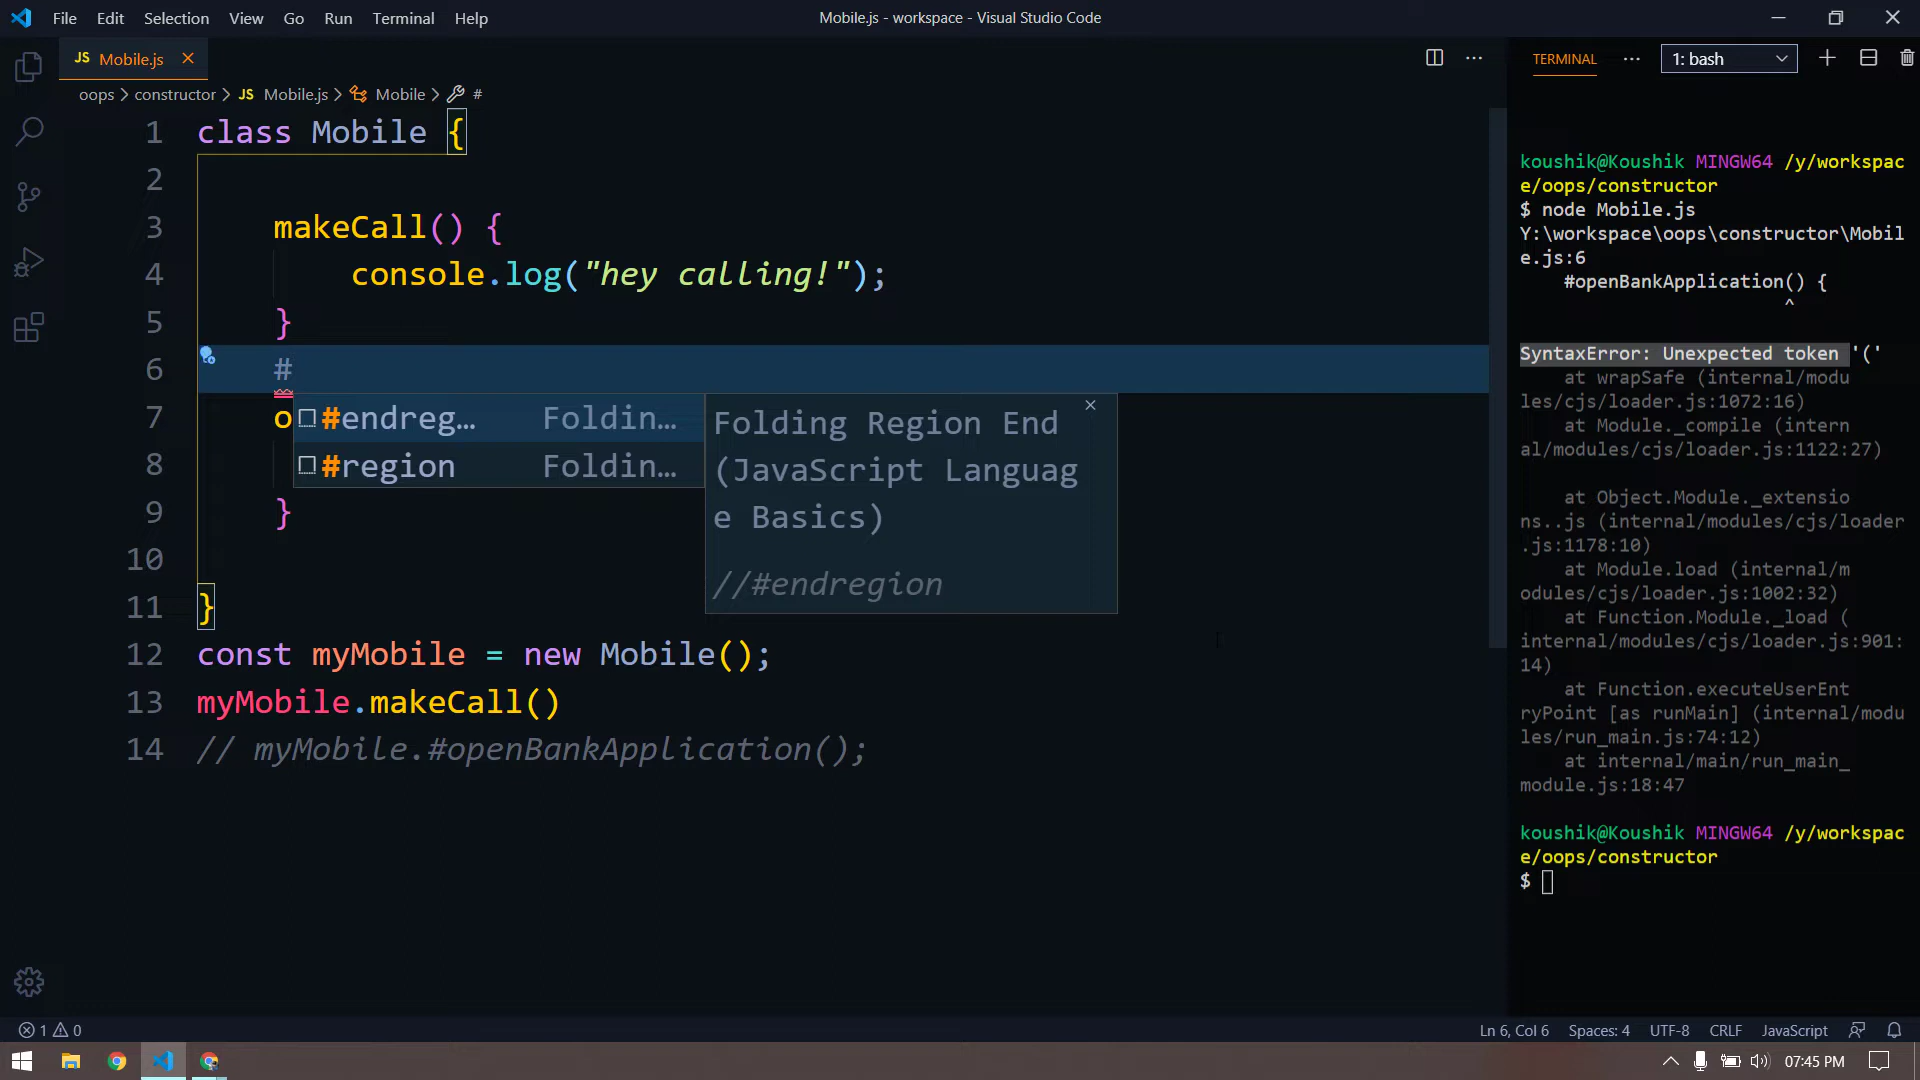 File Edit Selection View Go Run Terminal Help
Mobile.js - workspace - Visual Studio Code
JS Mobile.js
oops > constructor > JS Mobile.js > Mobile > #
1 class Mobile {
2
3 makeCall() {
4 console.log("hey calling!");
5 }
6 #
7 o
8
9 }
10
11 }
12 const myMobile = new Mobile();
13 myMobile.makeCall()
14 // myMobile.#openBankApplication();
#endreg… Foldin…
#region Foldin…
Folding Region End
(JavaScript Languag
e Basics)
//#endregion
TERMINAL ··· 1: bash
koushik@Koushik MINGW64 /y/workspac
e/oops/constructor
$ node Mobile.js
Y:\workspace\oops\constructor\Mobil
e.js:6
#openBankApplication() {
^
SyntaxError: Unexpected token '('
at wrapSafe (internal/modu
les/cjs/loader.js:1072:16)
at Module._compile (intern
al/modules/cjs/loader.js:1122:27)
at Object.Module._extensio
ns..js (internal/modules/cjs/loader
.js:1178:10)
at Module.load (internal/m
odules/cjs/loader.js:1002:32)
at Function.Module._load (
internal/modules/cjs/loader.js:901:
14)
at Function.executeUserEnt
ryPoint [as runMain] (internal/modu
les/run_main.js:74:12)
at internal/main/run_main_
module.js:18:47
koushik@Koushik MINGW64 /y/workspac
e/oops/constructor
$
1 0
Ln 6, Col 6 Spaces: 4 UTF-8 CRLF JavaScript
07:45 PM